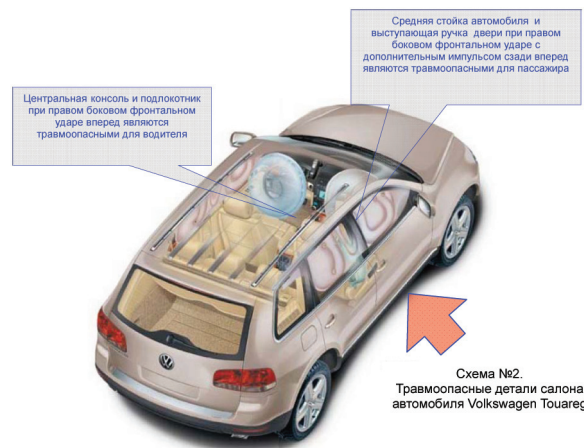 Средняя стойка автомобиля и
выступающая ручка двери при правом
боковом фронтальном ударе с
дополнительным импульсом сзади вперед
являются травмоопасными для пассажира
Центральная консоль и подлокотник
при правом боковом фронтальном
ударе вперед являются
травмоопасными для водителя
Схема №2.
Травмоопасные детали салона
автомобиля Volkswagen Touareg